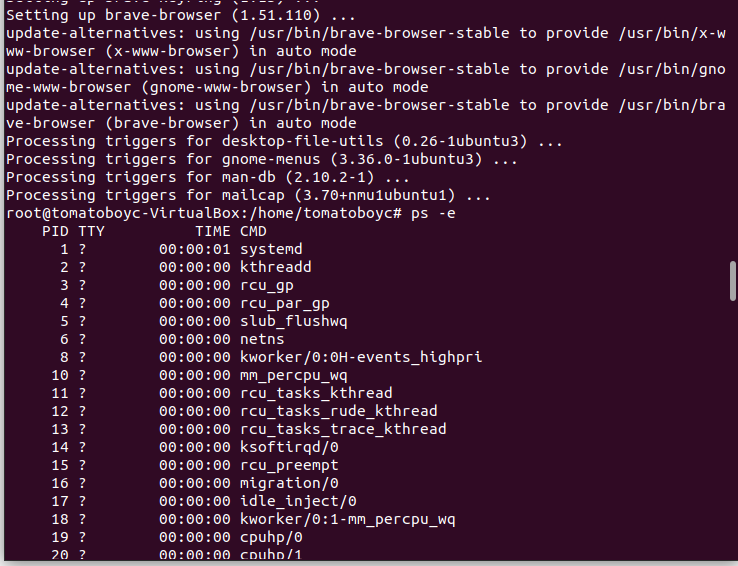 Setting up brave-browser (1.51.110) ...
update-alternatives: using /usr/bin/brave-browser-stable to provide /usr/bin/x-w
ww-browser (x-www-browser) in auto mode
update-alternatives: using /usr/bin/brave-browser-stable to provide /usr/bin/gno
me-www-browser (gnome-www-browser) in auto mode
update-alternatives: using /usr/bin/brave-browser-stable to provide /usr/bin/bra
ve-browser (brave-browser) in auto mode
Processing triggers for desktop-file-utils (0.26-1ubuntu3) ...
Processing triggers for gnome-menus (3.36.0-1ubuntu3) ...
Processing triggers for man-db (2.10.2-1) ...
Processing triggers for mailcap (3.70+nmu1ubuntu1) ...
root@tomatoboyc-VirtualBox:/home/tomatoboyc# ps -e
    PID TTY          TIME CMD
      1 ?        00:00:01 systemd
      2 ?        00:00:00 kthreadd
      3 ?        00:00:00 rcu_gp
      4 ?        00:00:00 rcu_par_gp
      5 ?        00:00:00 slub_flushwq
      6 ?        00:00:00 netns
      8 ?        00:00:00 kworker/0:0H-events_highpri
     10 ?        00:00:00 mm_percpu_wq
     11 ?        00:00:00 rcu_tasks_kthread
     12 ?        00:00:00 rcu_tasks_rude_kthread
     13 ?        00:00:00 rcu_tasks_trace_kthread
     14 ?        00:00:00 ksoftirqd/0
     15 ?        00:00:00 rcu_preempt
     16 ?        00:00:00 migration/0
     17 ?        00:00:00 idle_inject/0
     18 ?        00:00:00 kworker/0:1-mm_percpu_wq
     19 ?        00:00:00 cpuhp/0
     20 ?        00:00:00 cpuhp/1